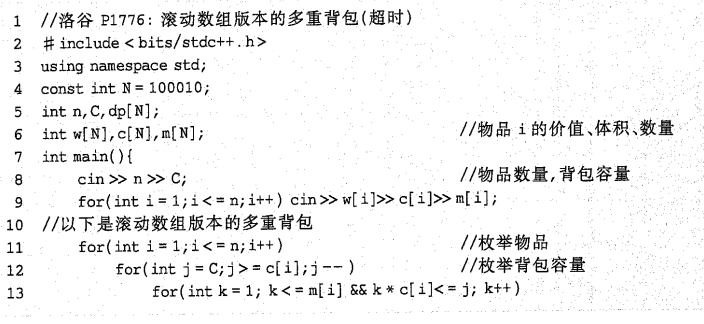 1 //洛谷 P1776: 滚动数组版本的多重背包(超时)
2 #include <bits/stdc++.h>
3 using namespace std;
4 const int N = 100010;
5 int n,C,dp[N];
6 int w[N],c[N],m[N]; //物品 i 的价值、体积、数量
7 int main(){
8 cin >> n >> C; //物品数量,背包容量
9 for(int i = 1;i <= n;i++) cin >> w[i]>> c[i]>> m[i];
10 //以下是滚动数组版本的多重背包
11 for(int i = 1;i <= n;i++) //枚举物品
12 for(int j = C;j >= c[i];j -- ) //枚举背包容量
13 for(int k = 1; k <= m[i] && k * c[i]<= j; k++)